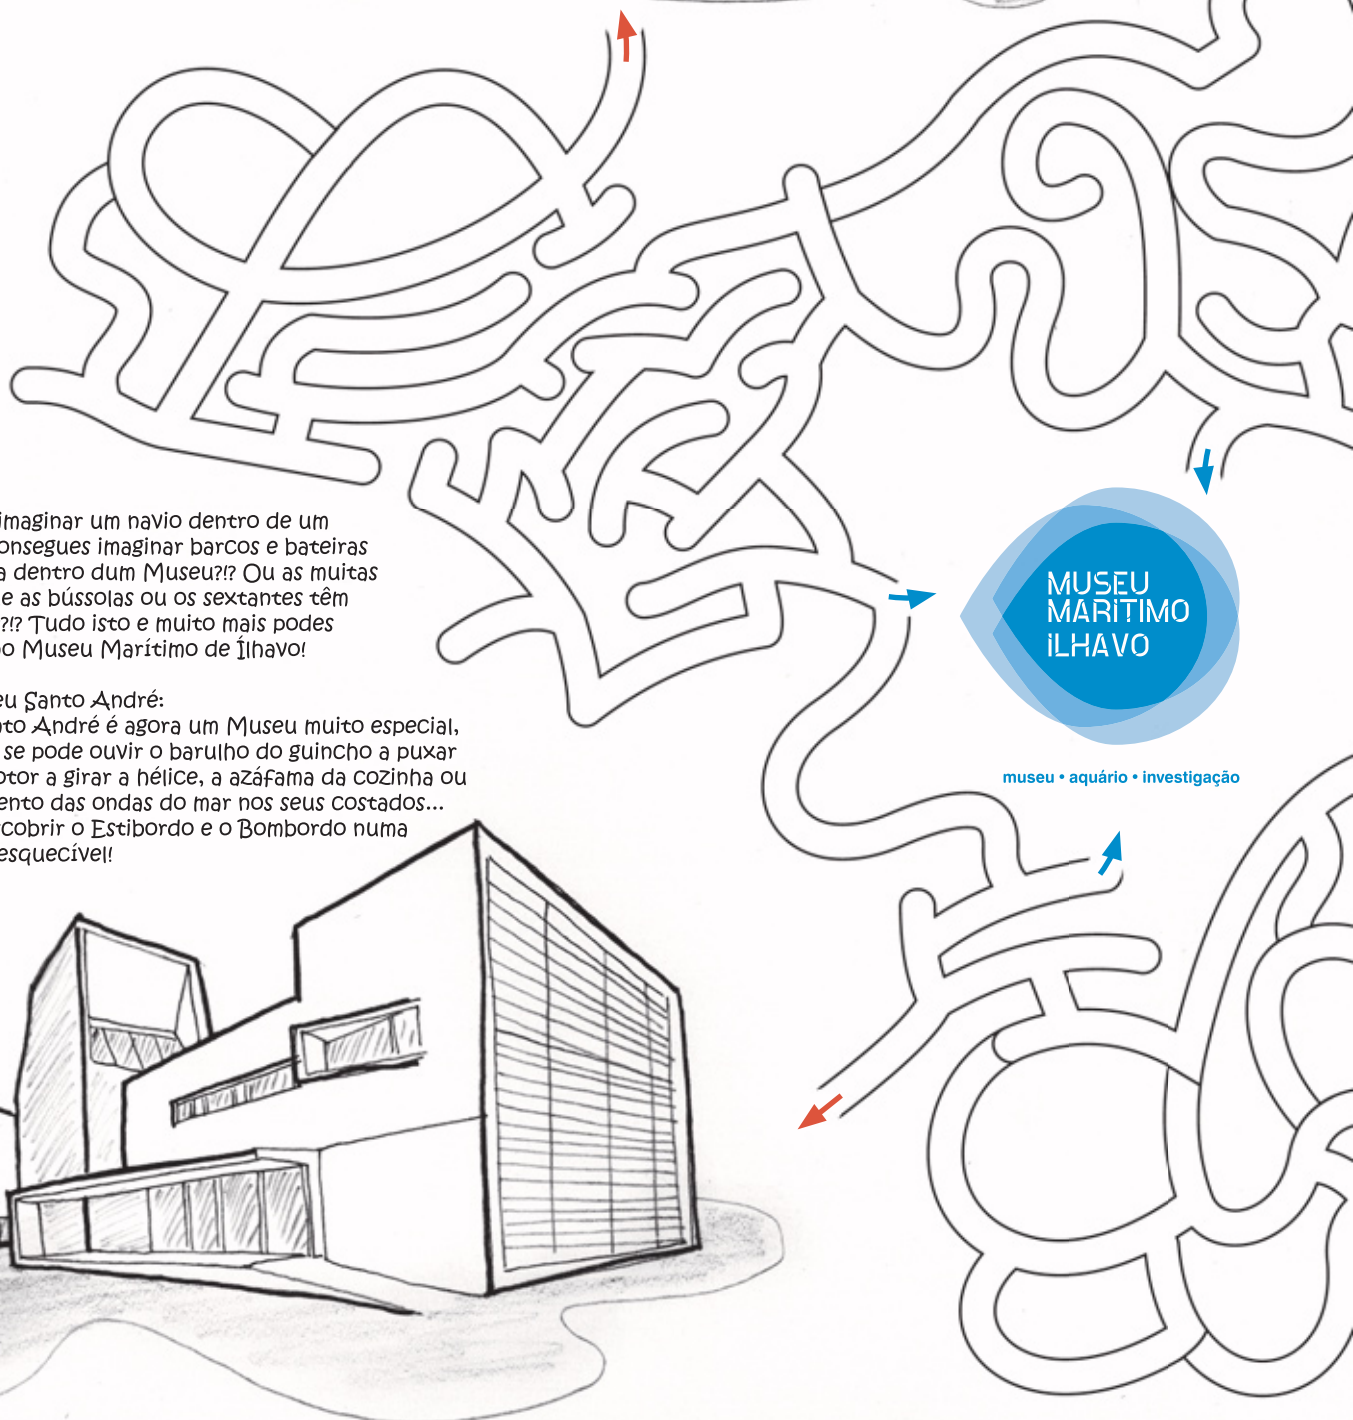 imaginar um navio dentro de um
onsegues imaginar barcos e bateiras
a dentro dum Museu?!? Ou as muitas
e as bússolas ou os sextantes têm
?!? Tudo isto e muito mais podes
o Museu Marítimo de Ílhavo!
eu Santo André:
to André é agora um Museu muito especial,
se pode ouvir o barulho do guincho a puxar
otor a girar a hélice, a azáfama da cozinha ou
ento das ondas do mar nos seus costados...
cobrir o Estibordo e o Bombordo numa
esquecível!
MUSEU
MARÍTIMO
ÍLHAVO
museu • aquário • investigação